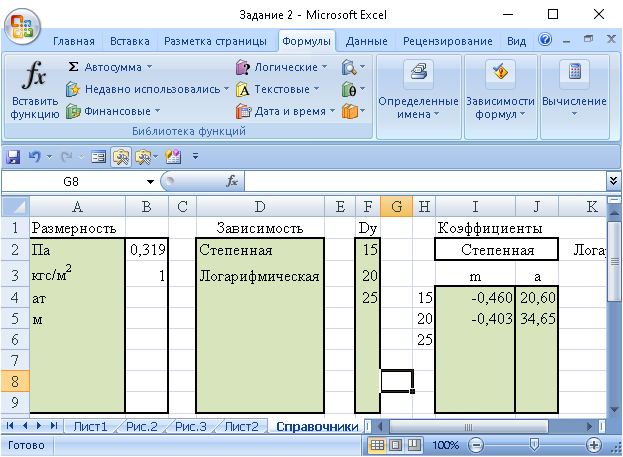 Задание 2 - Microsoft Excel
Главная Вставка Разметка страницы Формулы Данные Рецензирование Вид
fx Вставить функцию
Σ Автосумма
Недавно использовались
Финансовые
Логические
Текстовые
Дата и время
Библиотека функций
Определенные имена
Зависимости формул
Вычисление
G8 fx
A B C D E F G H I J K
1 Размерность Зависимость Dy Коэффициенты
2 Па 0,319 Степенная 15 Степенная Лога
3 кгс/м² 1 Логарифмическая 20 m a
4 ат 25 15 -0,460 20,60
5 м 20 -0,403 34,65
6 25
7
8
9
Лист1 Рис.2 Рис.3 Лист2 Справочники
Готово 100%